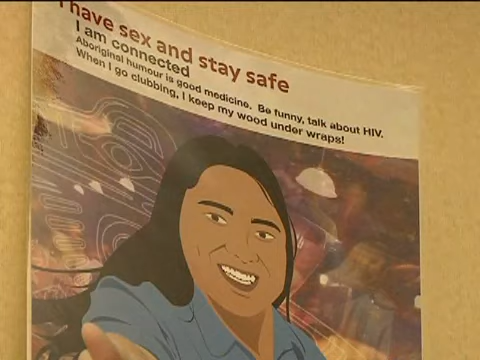 I have sex and stay safe
I am connected
Aboriginal humour is good medicine. Be funny, talk about HIV.
When I go clubbing, I keep my wood under wraps!